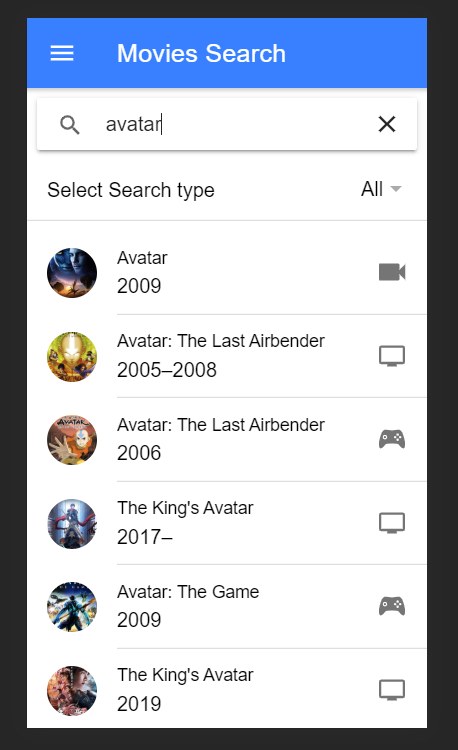 Movies Search
avatar
Select Search type All
Avatar
2009
Avatar: The Last Airbender
2005–2008
Avatar: The Last Airbender
2006
The King's Avatar
2017–
Avatar: The Game
2009
The King's Avatar
2019